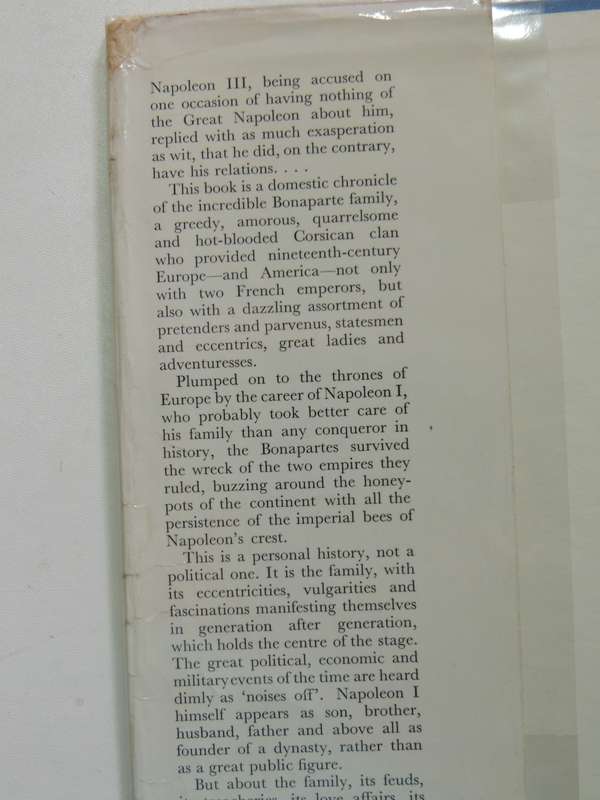 Napoleon III, being accused on
one occasion of having nothing of
the Great Napoleon about him,
replied with as much exasperation
as wit, that he did, on the contrary,
have his relations. . . .
This book is a domestic chronicle
of the incredible Bonaparte family,
a greedy, amorous, quarrelsome
and hot-blooded Corsican clan
who provided nineteenth-century
Europe—and America—not only
with two French emperors, but
also with a dazzling assortment of
pretenders and parvenus, statesmen
and eccentrics, great ladies and
adventuresses.
Plumped on to the thrones of
Europe by the career of Napoleon I,
who probably took better care of
his family than any conqueror in
history, the Bonapartes survived
the wreck of the two empires they
ruled, buzzing around the honey-
pots of the continent with all the
persistence of the imperial bees of
Napoleon's crest.
This is a personal history, not a
political one. It is the family, with
its eccentricities, vulgarities and
fascinations manifesting themselves
in generation after generation,
which holds the centre of the stage.
The great political, economic and
military events of the time are heard
dimly as 'noises off'. Napoleon I
himself appears as son, brother,
husband, father and above all as
founder of a dynasty, rather than
as a great public figure.
But about the family, its feuds,
its love affairs, its